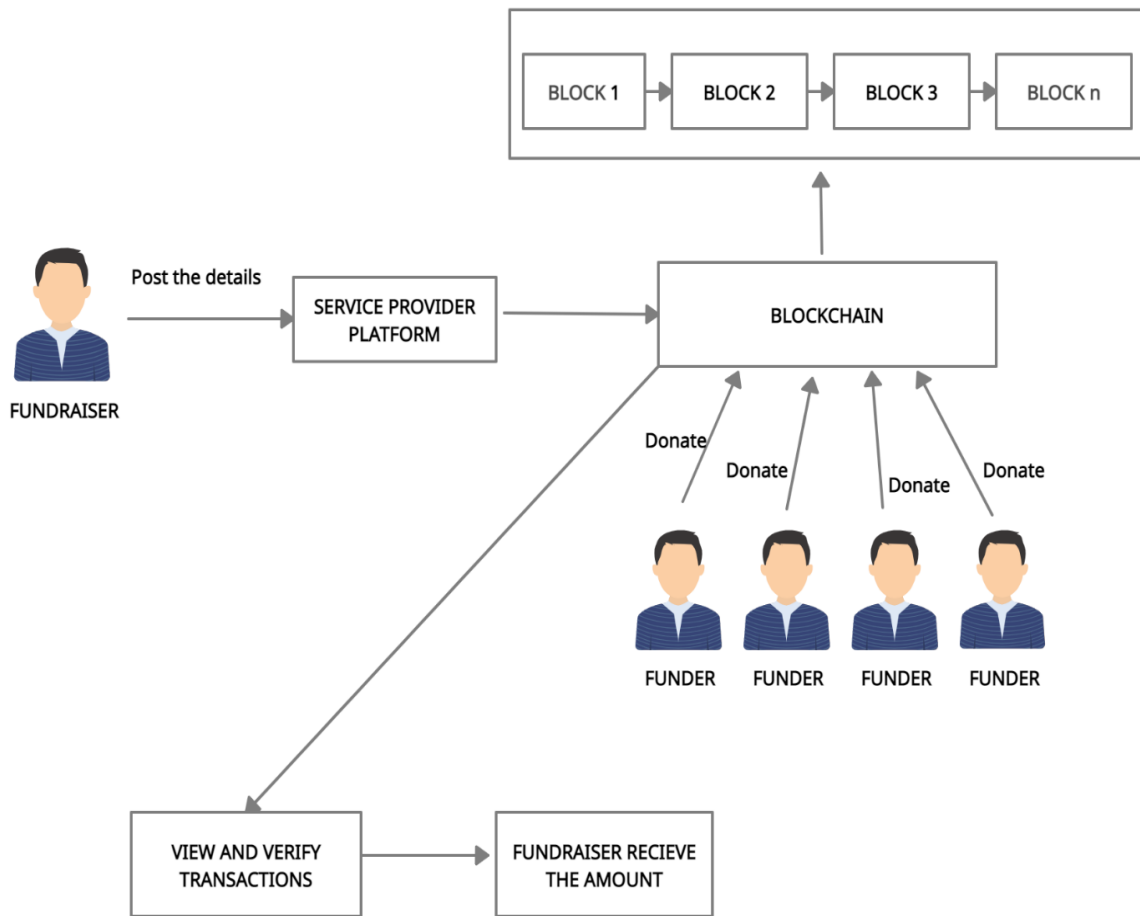 BLOCK 1
BLOCK 2
BLOCK 3
BLOCK n
Post the details
SERVICE PROVIDER
PLATFORM
BLOCKCHAIN
FUNDRAISER
Donate
Donate
Donate
Donate
FUNDER
FUNDER
FUNDER
FUNDER
VIEW AND VERIFY
TRANSACTIONS
FUNDRAISER RECIEVE
THE AMOUNT